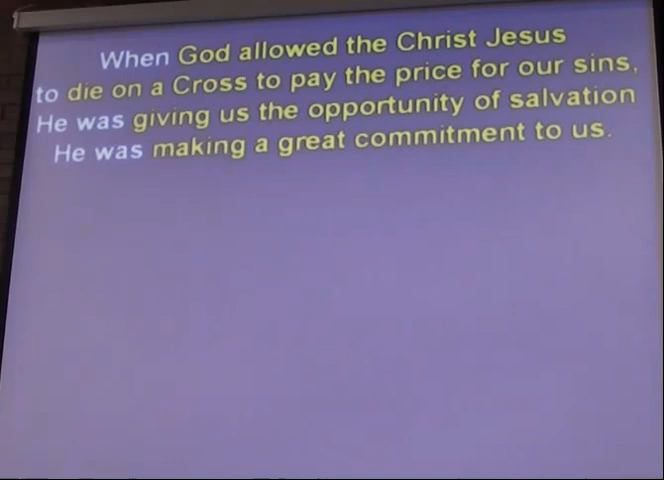 When God allowed the Christ Jesus
to die on a Cross to pay the price for our sins,
He was giving us the opportunity of salvation
He was making a great commitment to us.